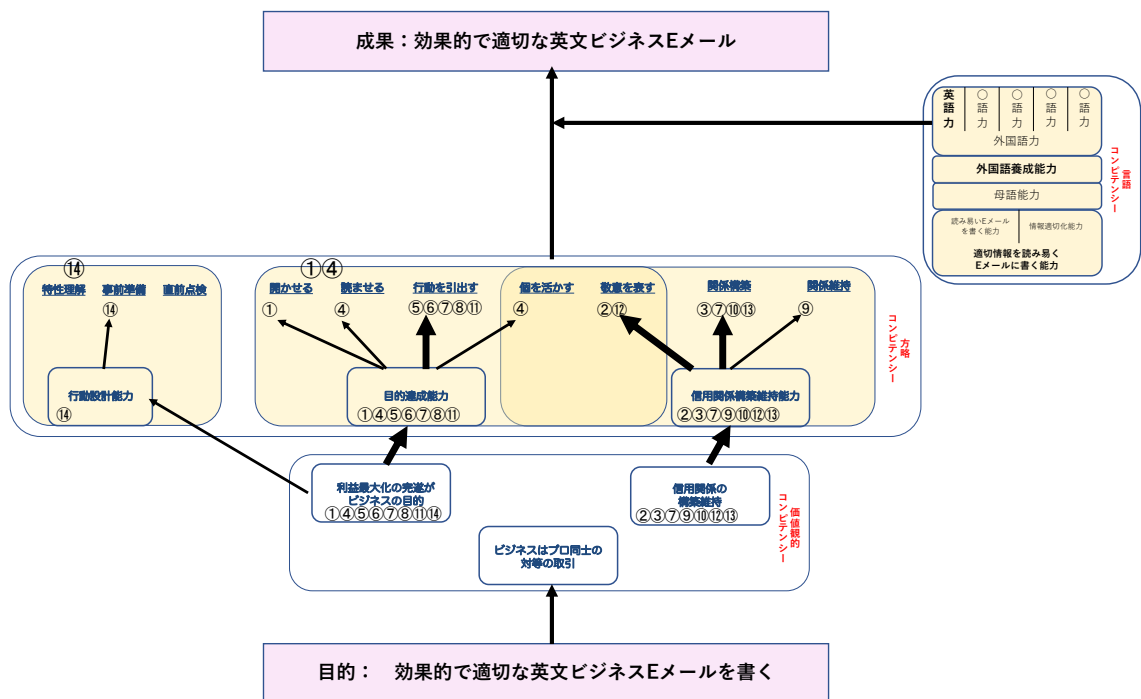 成果：効果的で適切な英文ビジネスEメール
英語力
〇語力
〇語力
〇語力
〇語力
外国語力
外国語養成能力
母語能力
読み易いEメール
を書く能力
情報適切化能力
適切情報を読み易く
Eメールに書く能力
言語
コンピテンシー
⑭
①④
特性理解 事前準備 直前点検
開かせる 読ませる 行動を引出す 個を活かす 敬意を表す 関係構築 関係維持
⑭
①
④
⑤⑥⑦⑧⑪
④
②⑫
③⑦⑩⑬
⑨
方略
コンピテンシー
行動設計能力
⑭
目的達成能力
①④⑤⑥⑦⑧⑪
信用関係構築維持能力
②③⑦⑨⑩⑫⑬
利益最大化の完遂が
ビジネスの目的
①④⑤⑥⑦⑧⑪⑭
信用関係の
構築維持
②③⑦⑨⑩⑫⑬
価値観的
コンピテンシー
ビジネスはプロ同士の
対等の取引
目的：　効果的で適切な英文ビジネスEメールを書く